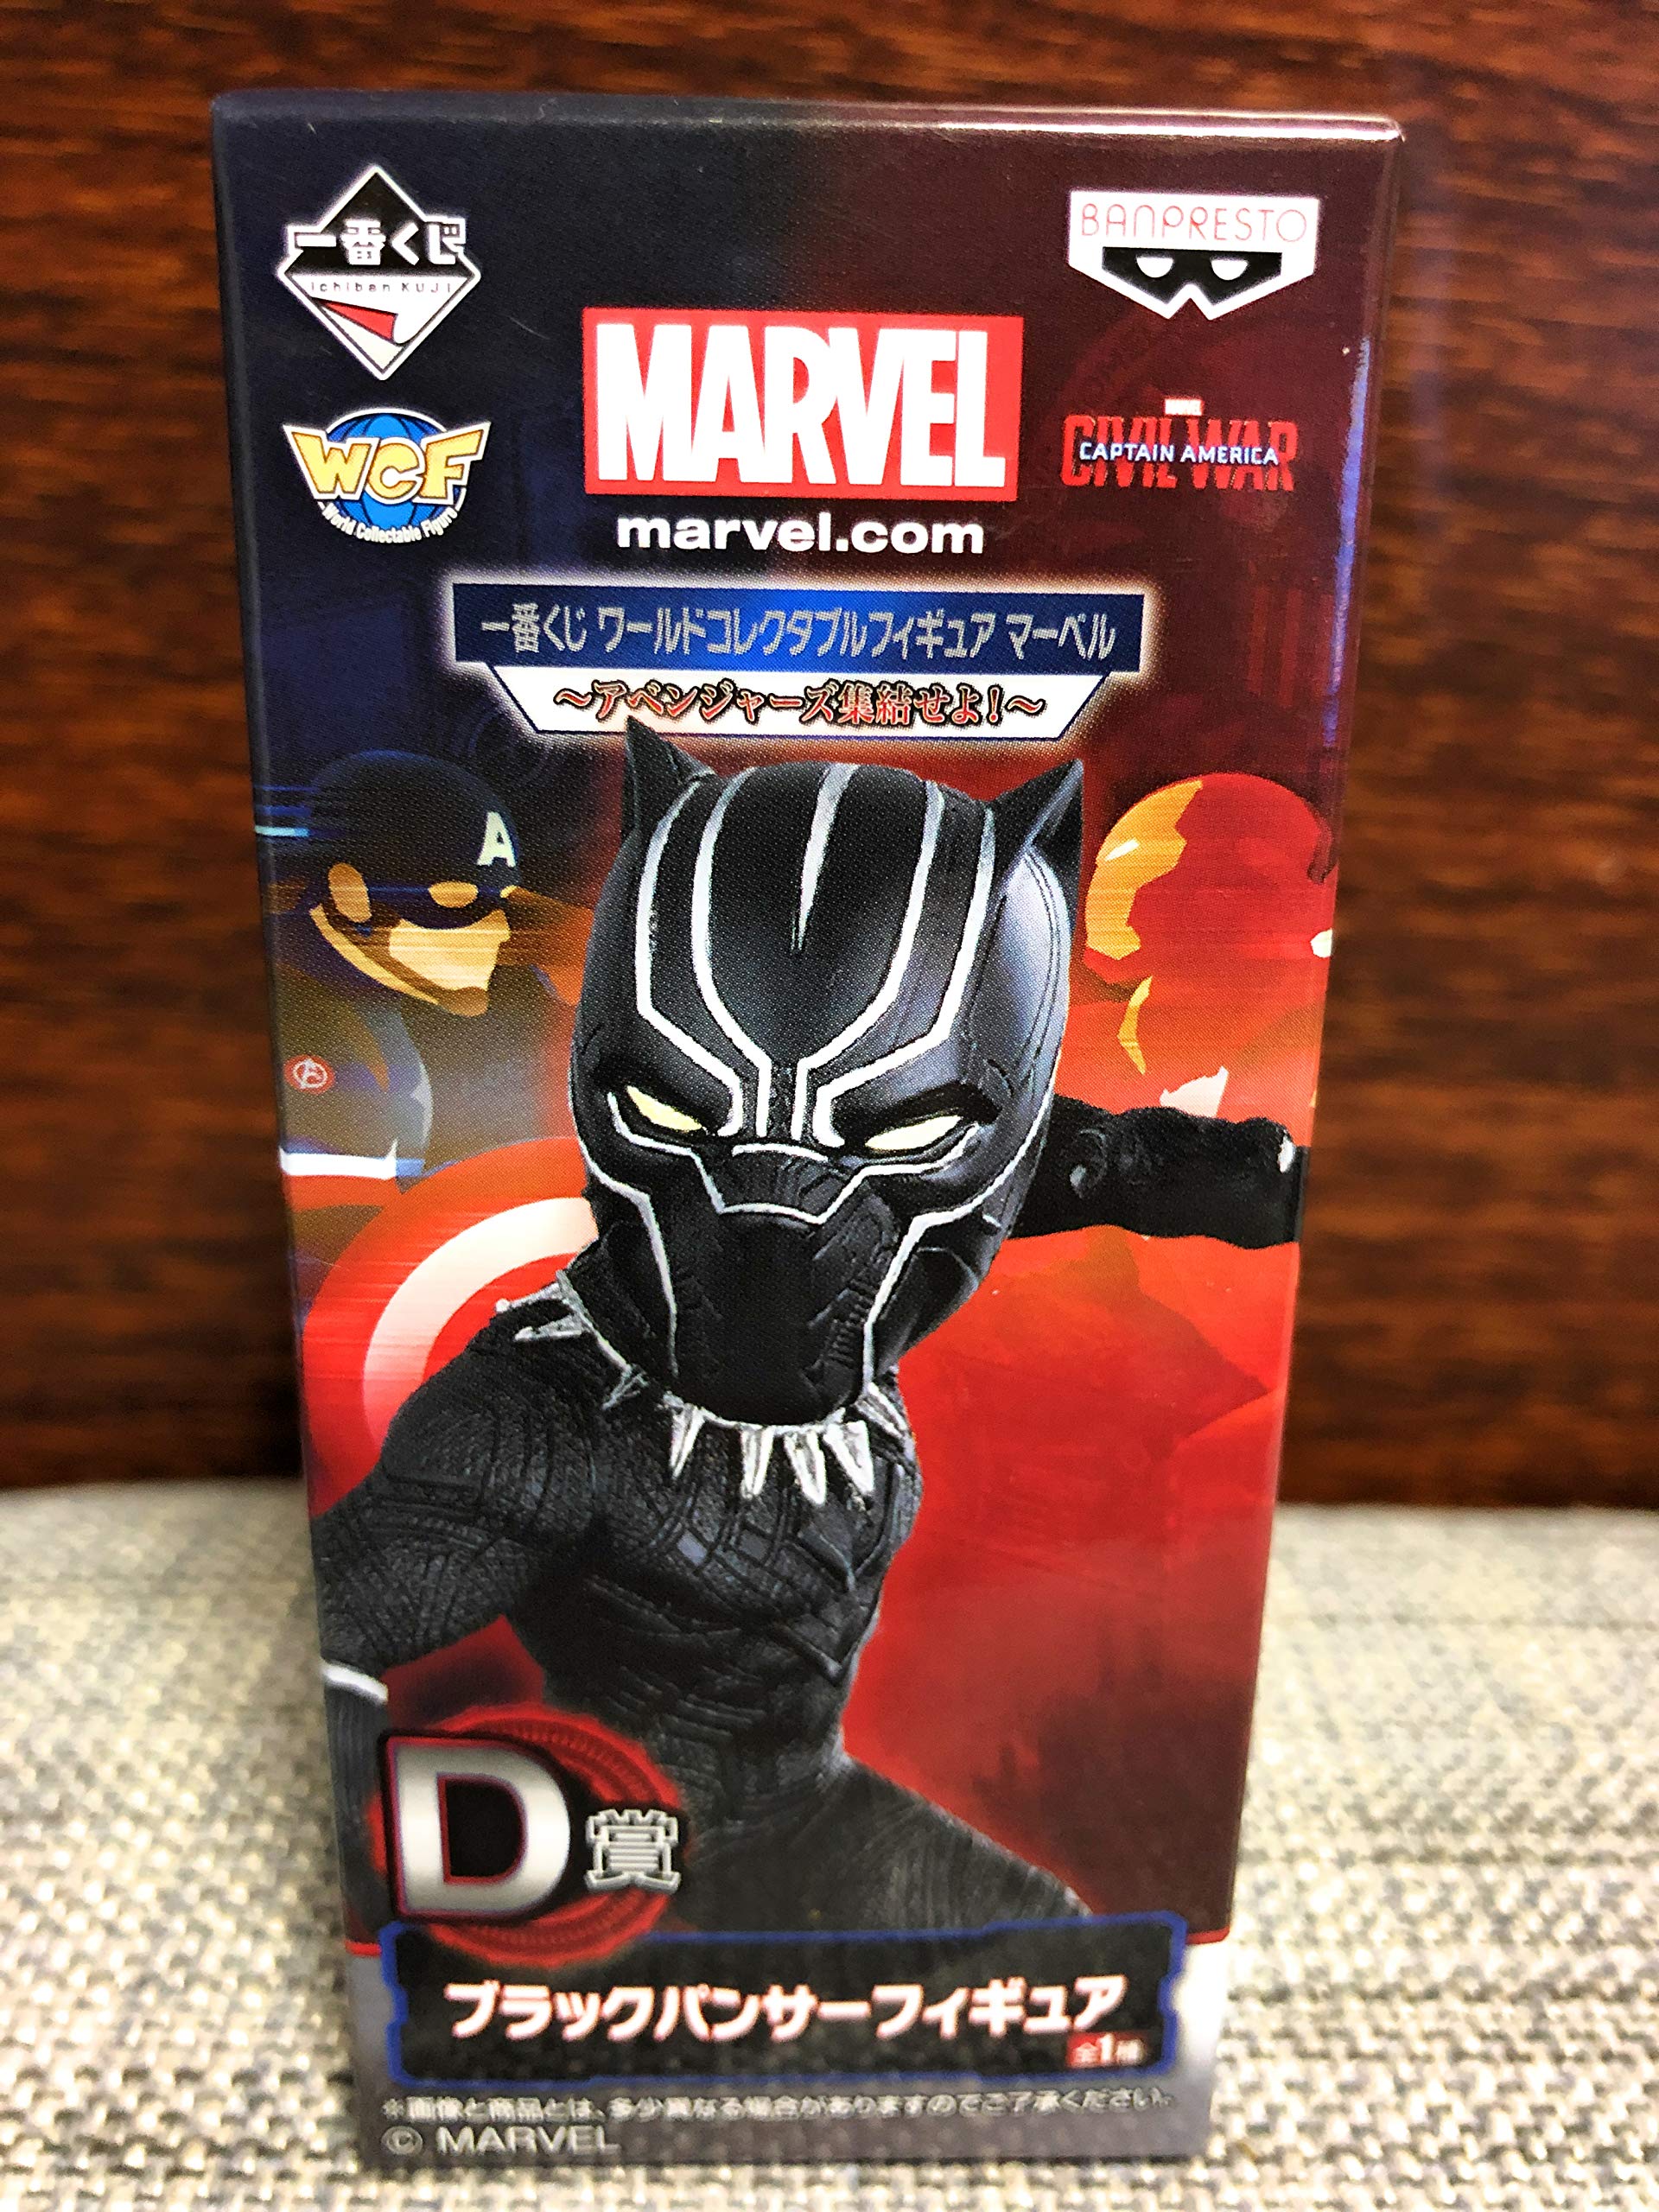 一番くじ
Ichiban KUJI
BANPRESTO
WCF
World Collectable Figure
MARVEL
marvel.com
MARVEL
CAPTAIN AMERICA
CIVIL WAR
一番くじ ワールドコレクタブルフィギュア マーベル
～アベンジャーズ集結せよ!～
A
D賞
ブラックパンサーフィギュア
全1種
※画像と商品とは、多少異なる場合がありますのでご了承ください。
© MARVEL